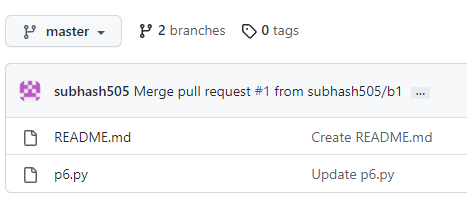 master 2 branches 0 tags
subhash505 Merge pull request #1 from subhash505/b1 ...
README.md Create README.md
p6.py Update p6.py